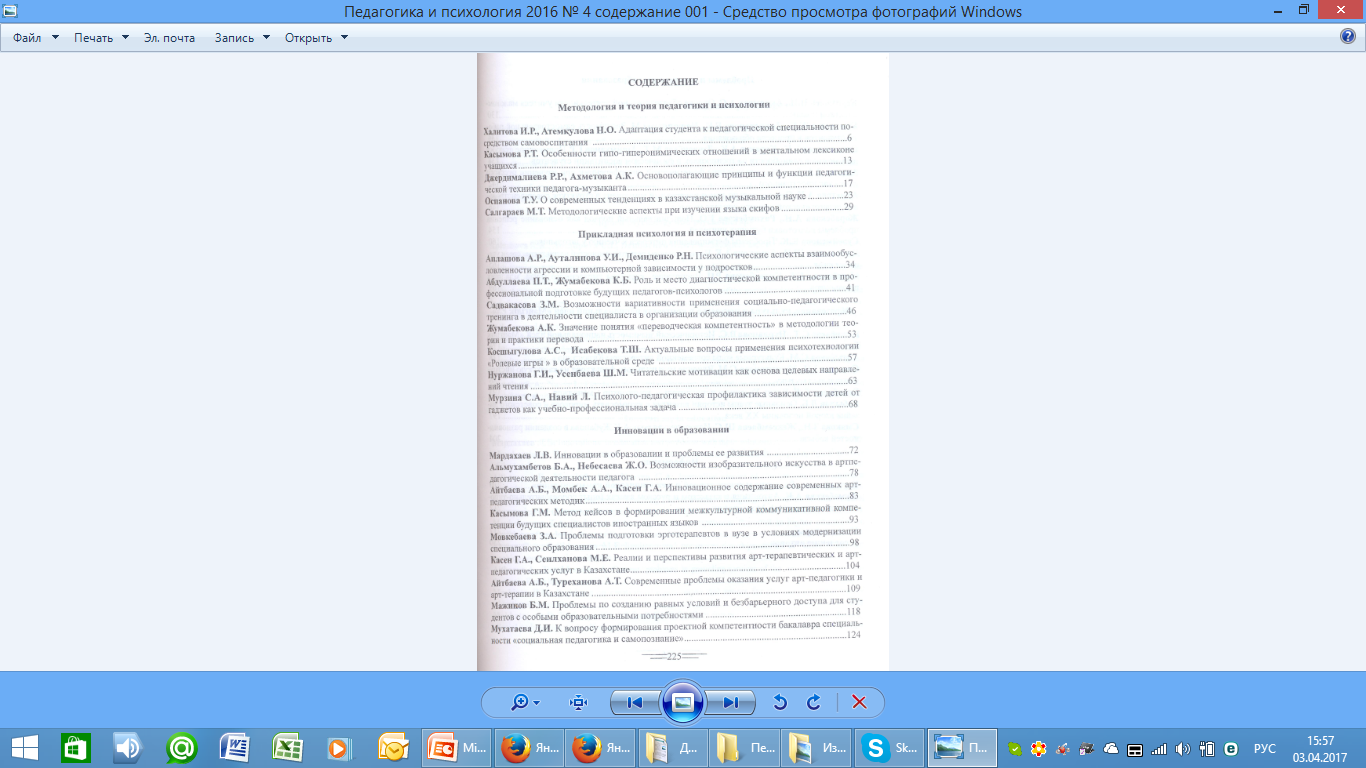 Педагогика и психология 2016 № 4 содержание 001 - Средство просмотра фотографий Windows
Файл Печать Эл. почта Запись Открыть
СОДЕРЖАНИЕ
Методология и теория педагогики и психологии
Халитова И.Р., Атемкулова Н.О. Адаптация студента к педагогической специальности по-
средством самовоспитания ...6
Касымова Р.Т. Особенности гипо-гиперонимических отношений в ментальном лексиконе
учащихся ...13
Джердималиева Р.Р., Ахметова А.К. Основополагающие принципы и функции педагоги-
ческой техники педагога-музыканта ...17
Оспанова Т.У. О современных тенденциях в казахстанской музыкальной науке ...23
Салгараев М.Т. Методологические аспекты при изучении языка скифов ...29
Прикладная психология и психотерапия
Аплашова А.Р., Ауталипова У.И., Демиденко Р.Н. Психологические аспекты взаимообус-
ловленности агрессии и компьютерной зависимости у подростков ...34
Абдуллаева П.Т., Жумабекова К.Б. Роль и место диагностической компетентности в про-
фессиональной подготовке будущих педагогов-психологов ...41
Садвакасова З.М. Возможности вариативности применения социально-педагогического
тренинга в деятельности специалиста в организации образования ...46
Жумабекова А.К. Значение понятия «переводческая компетентность» в методологии тео-
рии и практики перевода ...53
Косшыгулова А.С., Исабекова Т.Ш. Актуальные вопросы применения психотехнологии
«Ролевые игры » в образовательной среде ...57
Нуржанова Г.И., Усенбаева Ш.М. Читательские мотивации как основа целевых направле-
ний чтения ...63
Мурзина С.А., Навий Л. Психолого-педагогическая профилактика зависимости детей от
гаджетов как учебно-профессиональная задача ...68
Инновации в образовании
Мардахаев Л.В. Инновации в образовании и проблемы ее развития ...72
Альмухамбетов Б.А., Небесаева Ж.О. Возможности изобразительного искусства в артпе-
дагогической деятельности педагога ...78
Айтбаева А.Б., Момбек А.А., Касен Г.А. Инновационное содержание современных арт-
педагогических методик ...83
Касымова Г.М. Метод кейсов в формировании межкультурной коммуникативной компе-
тенции будущих специалистов иностранных языков ...93
Мовкебаева З.А. Проблемы подготовки эрготерапевтов в вузе в условиях модернизации
специального образования ...98
Касен Г.А., Сеилханова М.Е. Реалии и перспективы развития арт-терапевтических и арт-
педагогических услуг в Казахстане ...104
Айтбаева А.Б., Туреханова А.Т. Современные проблемы оказания услуг арт-педагогики и
арт-терапии в Казахстане ...109
Мажиков Б.М. Проблемы по созданию равных условий и безбарьерного доступа для сту-
дентов с особыми образовательными потребностями ...118
Мухатаева Д.И. К вопросу формирования проектной компетентности бакалавра специаль-
ности «социальная педагогика и самопознание» ...124
225
Mi... Ян... Ян... Д... Пе... Из... Sk... П... РУС 15:57
03.04.2017